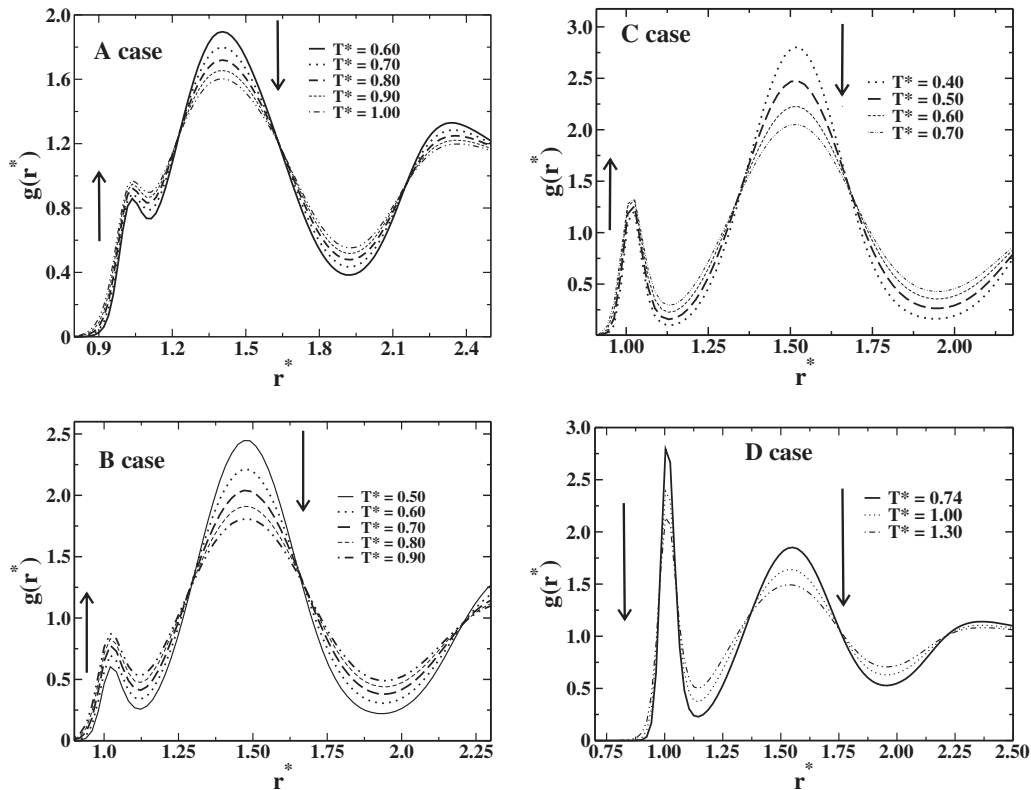 A case
T* = 0.60
T* = 0.70
T* = 0.80
T* = 0.90
T* = 1.00
g(r*)
2.0
1.6
1.2
0.8
0.4
0
0.9
1.2
1.5
1.8
2.1
2.4
r*
C case
T* = 0.40
T* = 0.50
T* = 0.60
T* = 0.70
g(r*)
3.0
2.5
2.0
1.5
1.0
0.5
1.00
1.25
1.50
1.75
2.00
r*
B case
T* = 0.50
T* = 0.60
T* = 0.70
T* = 0.80
T* = 0.90
g(r*)
2.5
2.0
1.5
1.0
0.5
0
1.0
1.25
1.50
1.75
2.0
2.25
r*
D case
T* = 0.74
T* = 1.00
T* = 1.30
g(r*)
3.0
2.5
2.0
1.5
1.0
0.5
0
0.75
1.00
1.25
1.50
1.75
2.00
2.25
2.50
r*